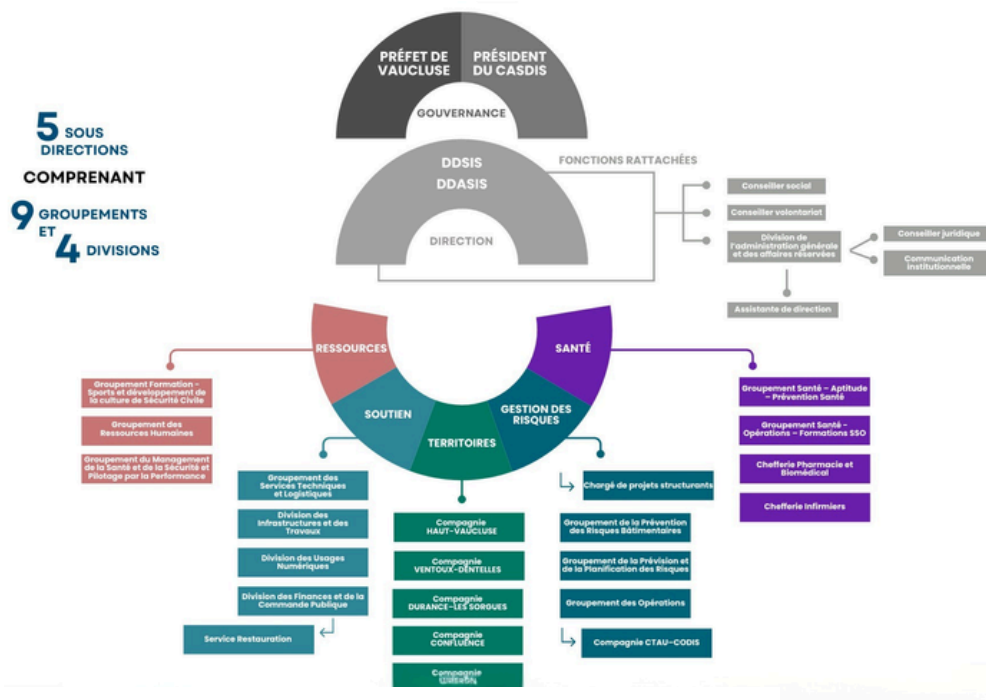 PRÉFET DE
VAUCLUSE
PRÉSIDENT
DU CASDIS
GOUVERNANCE
5 SOUS
DIRECTIONS
COMPRENANT
9 GROUPEMENTS
ET
4 DIVISIONS
DDSIS
DDASIS
DIRECTION
FONCTIONS RATTACHÉES
Conseiller social
Conseiller volontariat
Division de
l'administration générale
et des affaires réservées
Conseiller juridique
Communication
institutionnelle
Assistante de direction
RESSOURCES
SOUTIEN
TERRITOIRES
GESTION DES
RISQUES
SANTÉ
Groupement Formation –
Sports et développement de
la culture de Sécurité Civile
Groupement des
Ressources Humaines
Groupement du Management
de la Santé et de la Sécurité et
Pilotage par la Performance
Groupement des
Services Techniques
et Logistiques
Division des
Infrastructures et des
Travaux
Division des Usages
Numériques
Division des Finances et de la
Commande Publique
Service Restauration
Compagnie
HAUT-VAUCLUSE
Compagnie
VENTOUX-DENTELLES
Compagnie
DURANCE-LES SORGUES
Compagnie
CONFLUENCE
Compagnie
Chargé de projets structurants
Groupement de la Prévention
des Risques Bâtimentaires
Groupement de la Prévision et
de la Planification des Risques
Groupement des Opérations
Compagnie CTAU-CODIS
Groupement Santé – Aptitude
– Prévention Santé
Groupement Santé -
Opérations – Formations SSO
Chefferie Pharmacie et
Biomédical
Chefferie Infirmiers